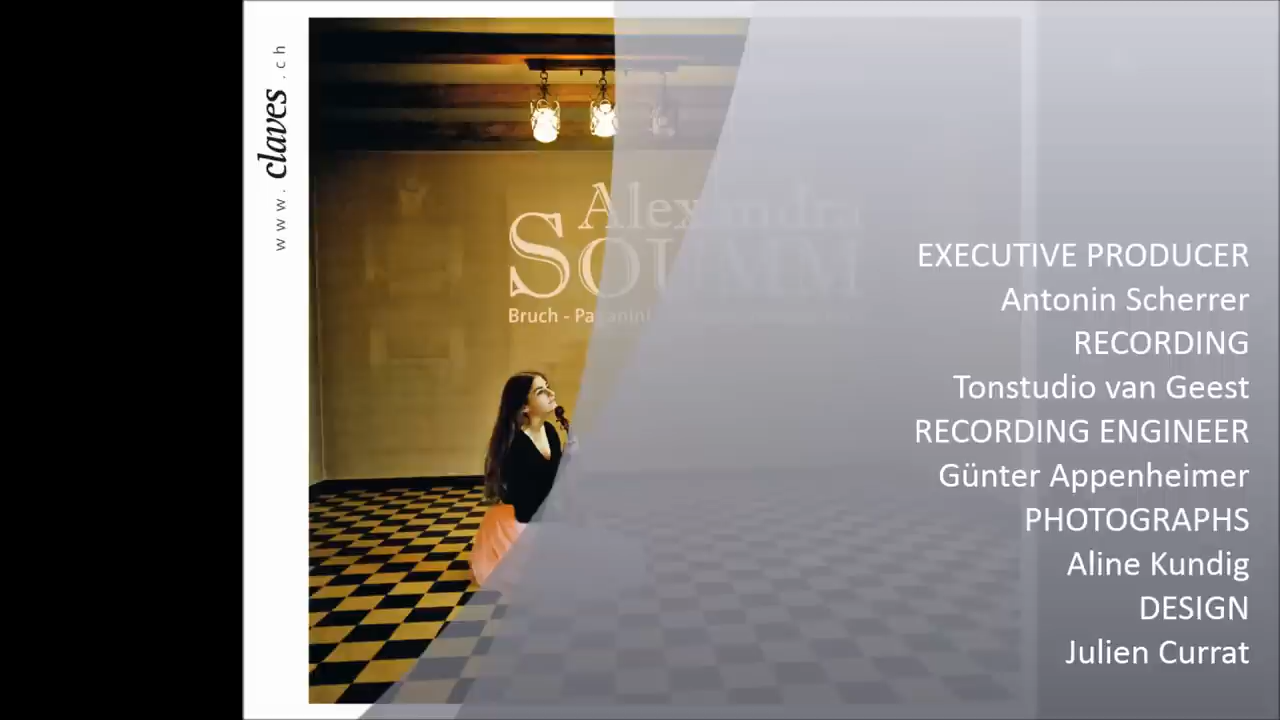 www.claves.ch
Alexandra
SOUMM
Bruch - Paganini
EXECUTIVE PRODUCER
Antonin Scherrer
RECORDING
Tonstudio van Geest
RECORDING ENGINEER
Günter Appenheimer
PHOTOGRAPHS
Aline Kundig
DESIGN
Julien Currat